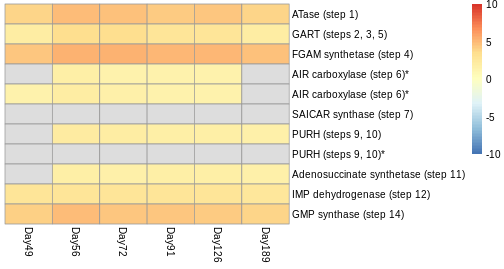 ATase (step 1)
GART (steps 2, 3, 5)
FGAM synthetase (step 4)
AIR carboxylase (step 6)*
AIR carboxylase (step 6)*
SAICAR synthase (step 7)
PURH (steps 9, 10)
PURH (steps 9, 10)*
Adenosuccinate synthetase (step 11)
IMP dehydrogenase (step 12)
GMP synthase (step 14)
Day49
Day56
Day72
Day91
Day126
Day189
10
5
0
-5
-10